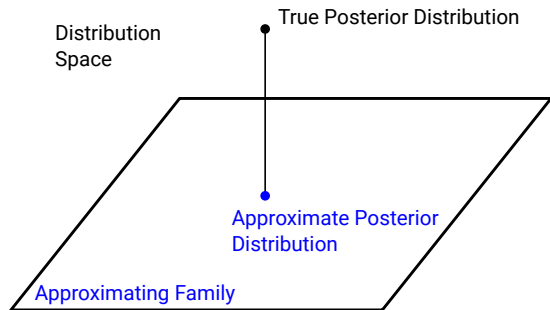 True Posterior Distribution
Distribution
Space
Approximate Posterior
Distribution
Approximating Family